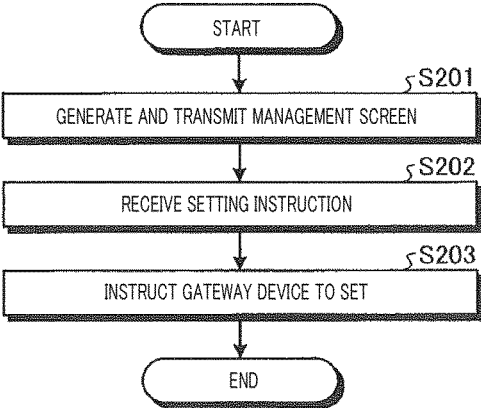 START
S201
GENERATE AND TRANSMIT MANAGEMENT SCREEN
S202
RECEIVE SETTING INSTRUCTION
S203
INSTRUCT GATEWAY DEVICE TO SET
END